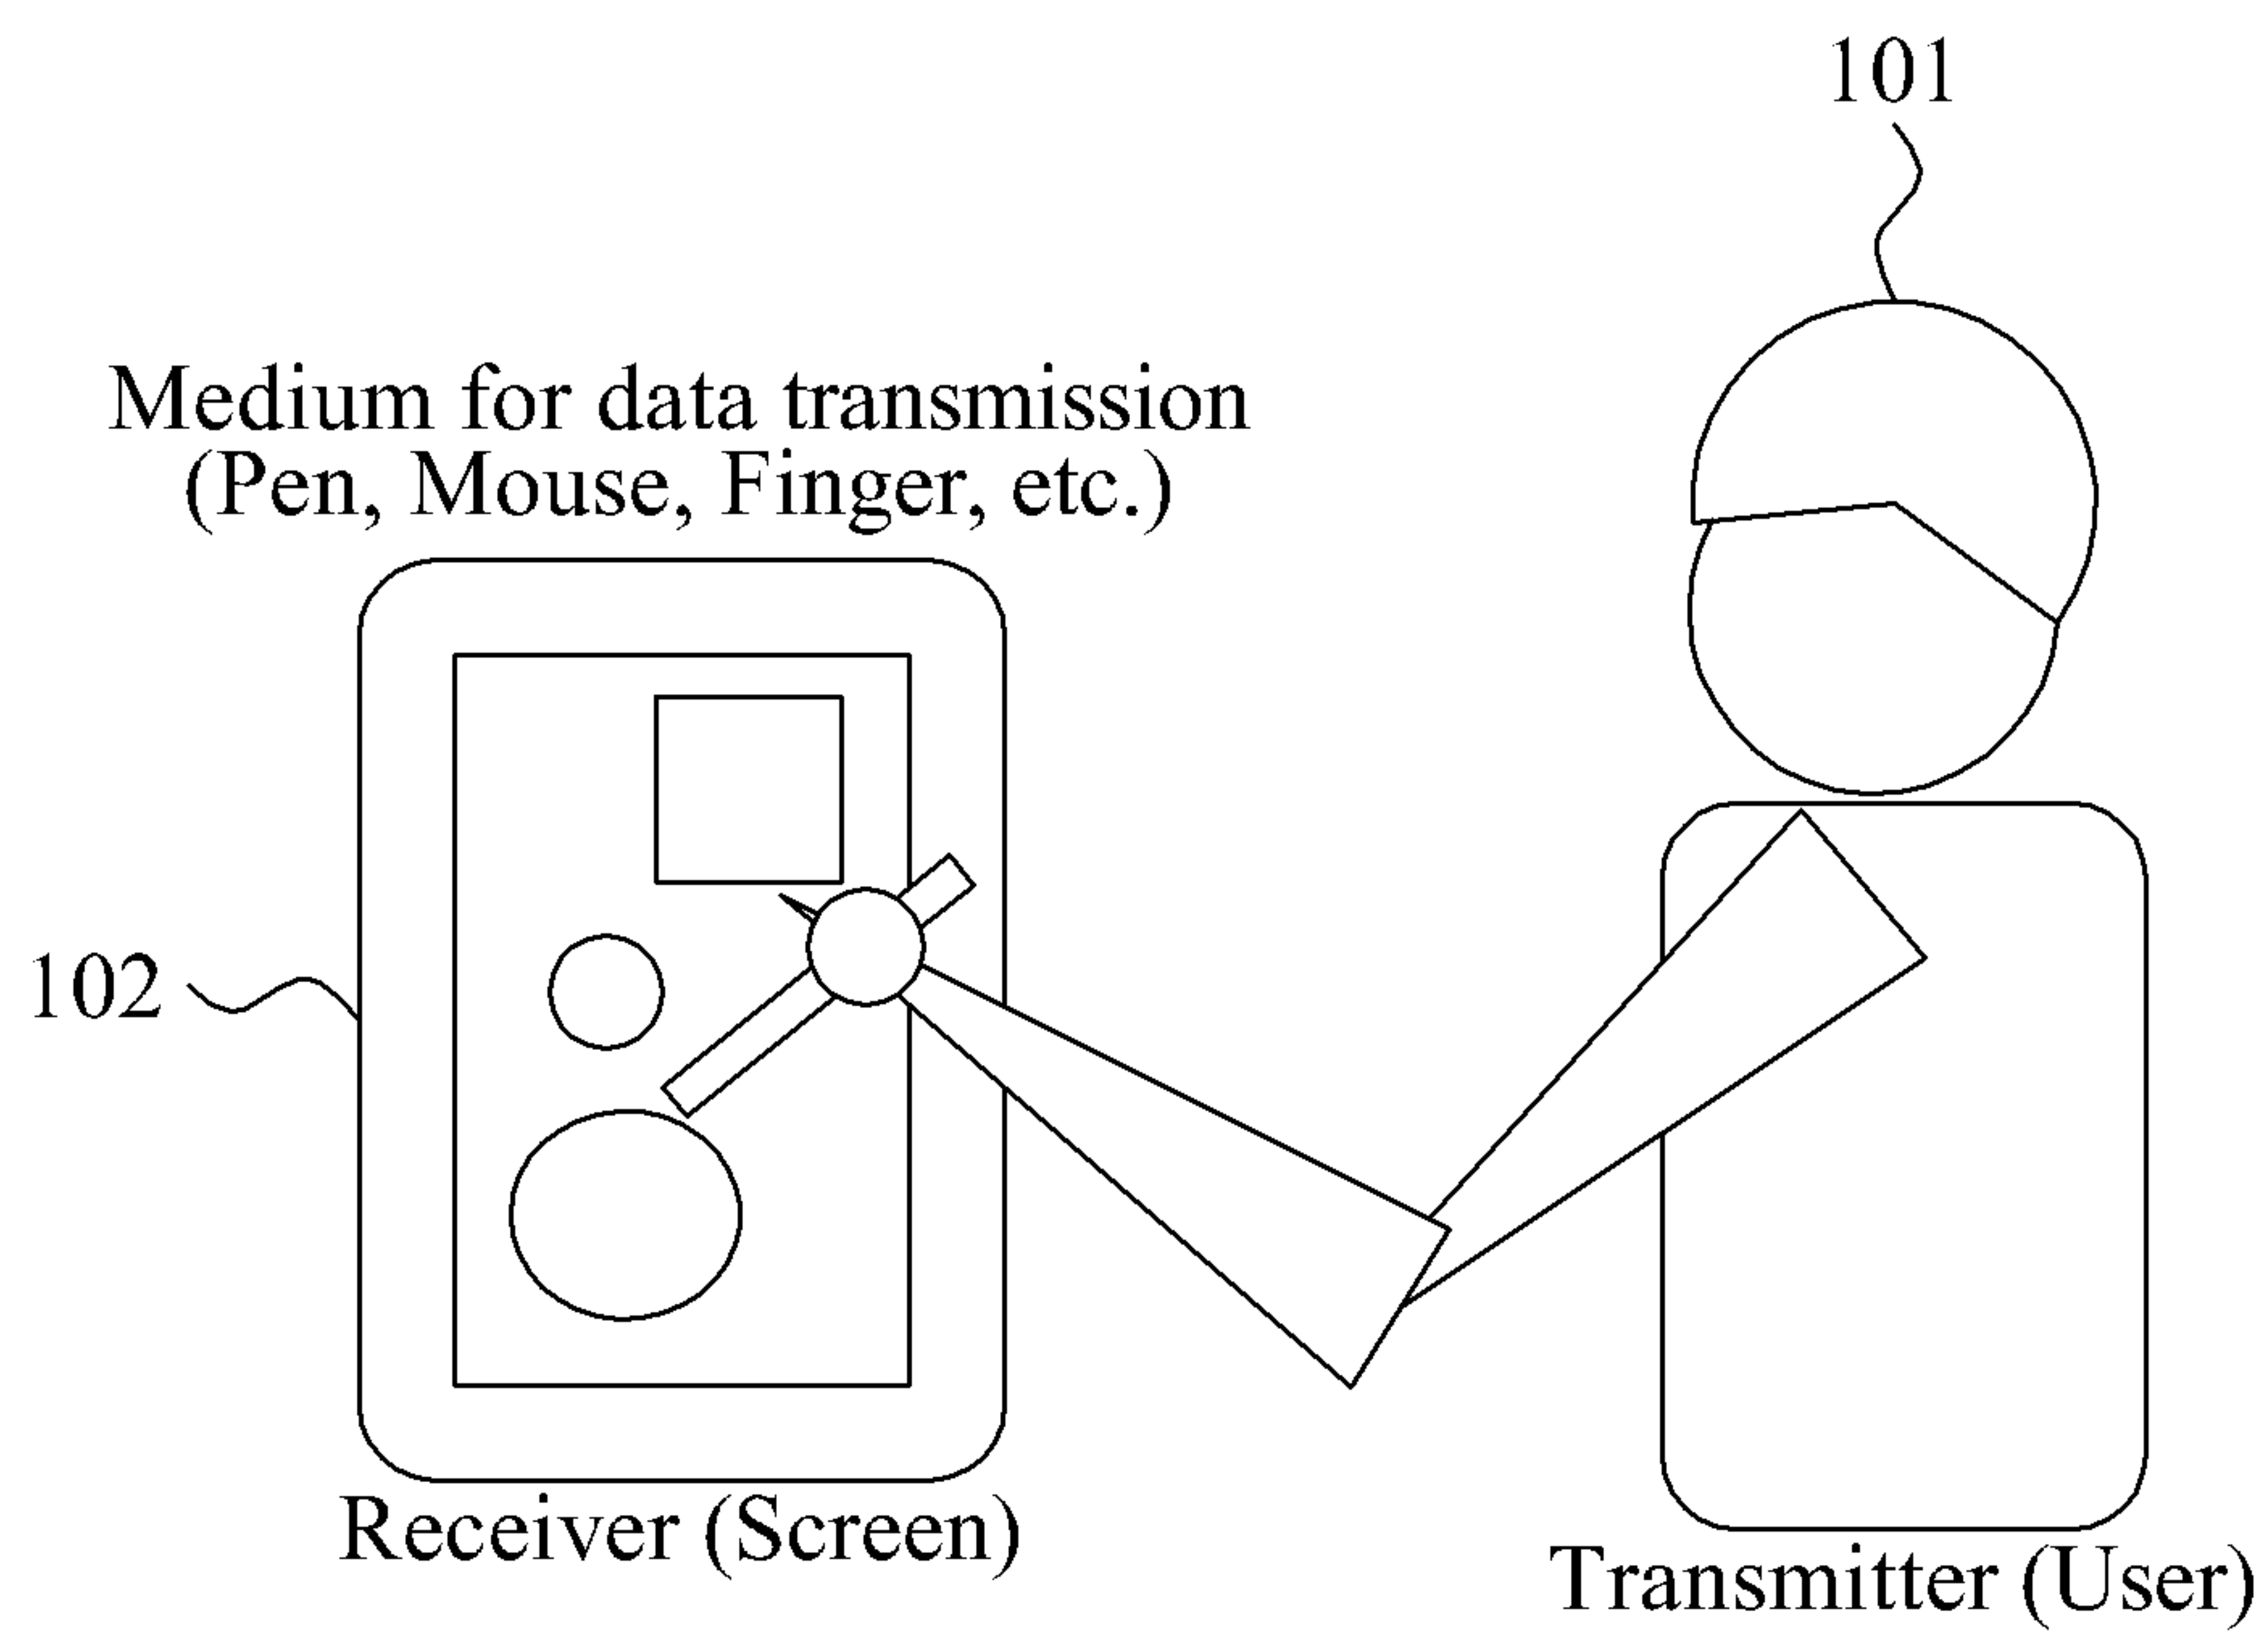 101
Medium for data transmission
(Pen, Mouse, Finger, etc.)
102
Receiver (Screen)
Transmitter (User)